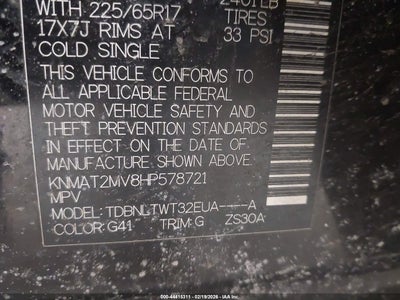 WITH 225/65R17
TIRES
17X7J RIMS AT
33 PSI
COLD SINGLE
THIS VEHICLE CONFORMS TO
ALL APPLICABLE FEDERAL
MOTOR VEHICLE SAFETY AND
THEFT PREVENTION STANDARDS
IN EFFECT ON THE DATE OF
MANUFACTURE SHOWN ABOVE.
KNMAT2MV8HP578721
MPV
MODEL: TDBNLTWT32EUA----A
COLOR: G41 TRIM: G ZS30A